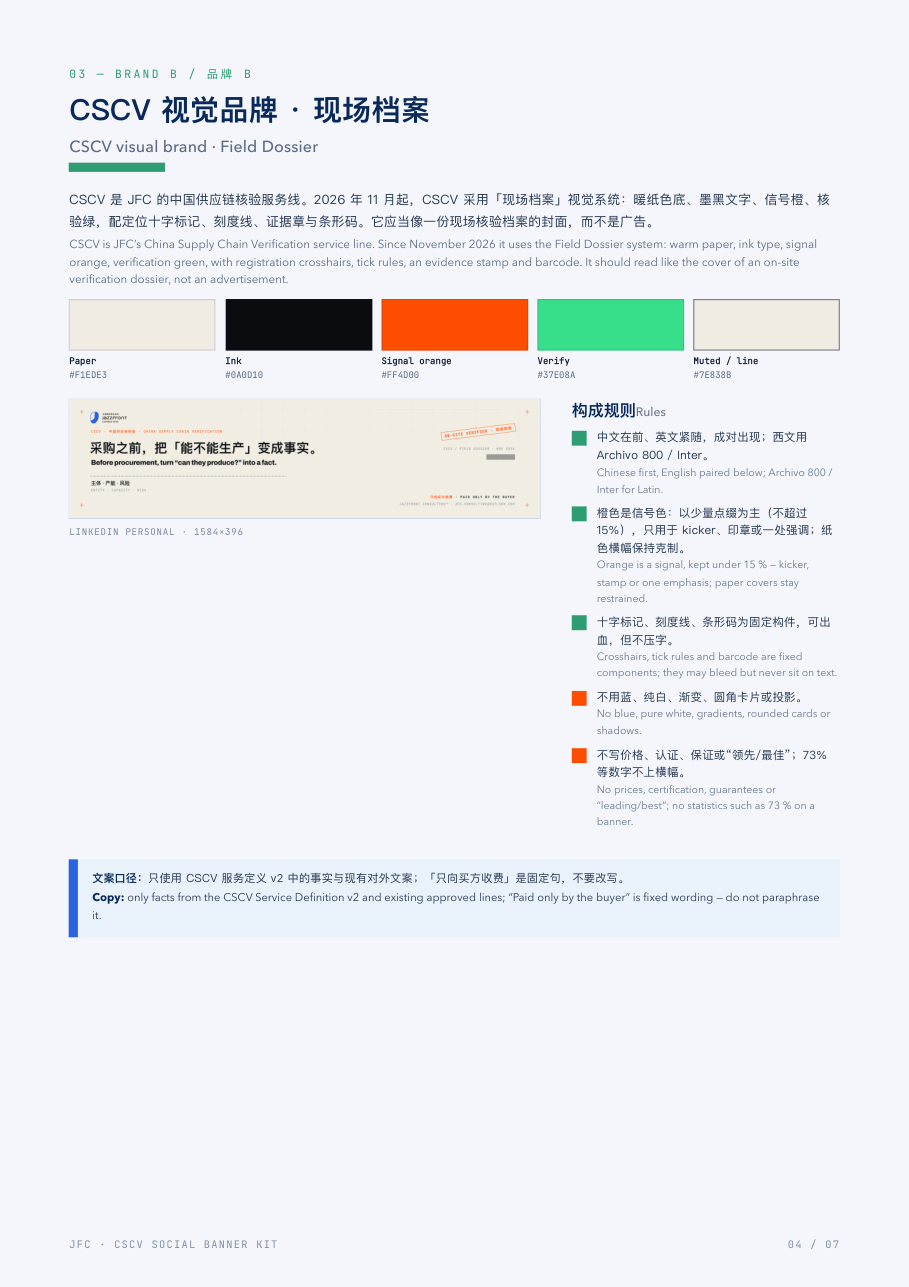 03 — BRAND B / 品牌 B
CSCV 视觉品牌 · 现场档案
CSCV visual brand · Field Dossier
CSCV 是 JFC 的中国供应链核验服务线。2026 年 11 月起，CSCV 采用「现场档案」视觉系统：暖纸色底、墨黑文字、信号橙、核
验绿，配定位十字标记、刻度线、证据章与条形码。它应当像一份现场核验档案的封面，而不是广告。
CSCV is JFC’s China Supply Chain Verification service line. Since November 2026 it uses the Field Dossier system: warm paper, ink type, signal
orange, verification green, with registration crosshairs, tick rules, an evidence stamp and barcode. It should read like the cover of an on-site
verification dossier, not an advertisement.
Paper
#F1EDE3
Ink
#0A0D10
Signal orange
#FF4D00
Verify
#37E08A
Muted / line
#7E838B
CSCV · 中国供应链核验 · CHINA SUPPLY CHAIN VERIFICATION
采购之前，把「能不能生产」变成事实。
Before procurement, turn “can they produce?” into a fact.
主体 · 产能 · 风险
ENTITY · CAPACITY · RISK
ON-SITE VERIFIED · 现场核验
只向买方收费 · PAID ONLY BY THE BUYER
LINKEDIN PERSONAL · 1584×396
构成规则Rules
中文在前、英文紧随，成对出现；西文用
Archivo 800 / Inter。
Chinese first, English paired below; Archivo 800 /
Inter for Latin.
橙色是信号色：以少量点缀为主（不超过
15%），只用于 kicker、印章或一处强调；纸
色横幅保持克制。
Orange is a signal, kept under 15 % — kicker,
stamp or one emphasis; paper covers stay
restrained.
十字标记、刻度线、条形码为固定构件，可出
血，但不压字。
Crosshairs, tick rules and barcode are fixed
components; they may bleed but never sit on text.
不用蓝、纯白、渐变、圆角卡片或投影。
No blue, pure white, gradients, rounded cards or
shadows.
不写价格、认证、保证或“领先/最佳”；73%
等数字不上横幅。
No prices, certification, guarantees or
“leading/best”; no statistics such as 73 % on a
banner.
文案口径：只使用 CSCV 服务定义 v2 中的事实与现有对外文案；「只向买方收费」是固定句，不要改写。
Copy: only facts from the CSCV Service Definition v2 and existing approved lines; “Paid only by the buyer” is fixed wording — do not paraphrase
it.
JFC · CSCV SOCIAL BANNER KIT
04 / 07